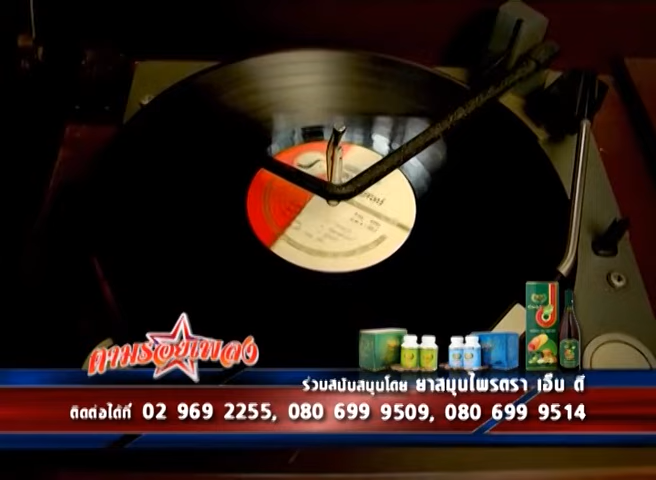 ตามรอยเพลง
ร่วมสนับสนุนโดย ยาสมุนไพรตรา เอ็น ดี
ติดต่อได้ที่ 02 969 2255, 080 699 9509, 080 699 9514